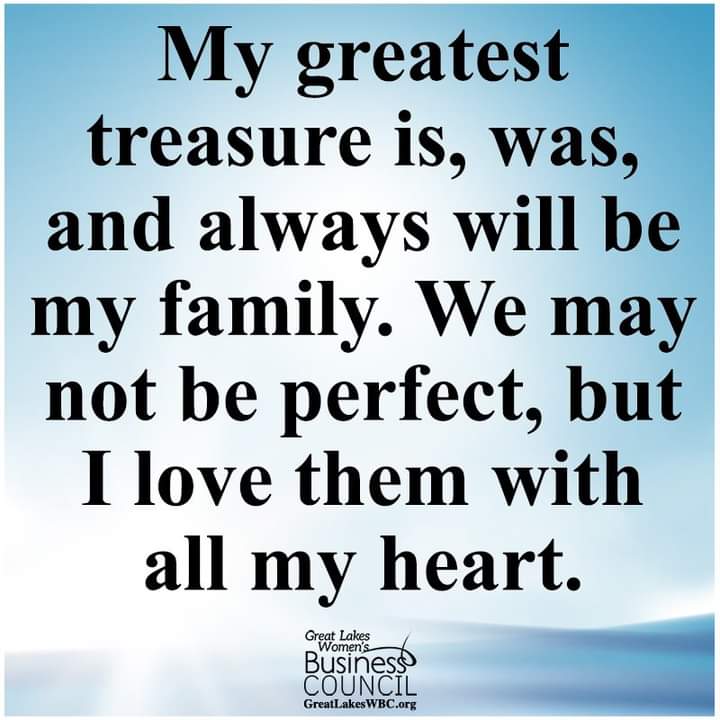 My greatest
treasure is, was,
and always will be
my family. We may
not be perfect, but
I love them with
all my heart.
Great Lakes
Women's
Business
COUNCIL
GreatLakesWBC.org